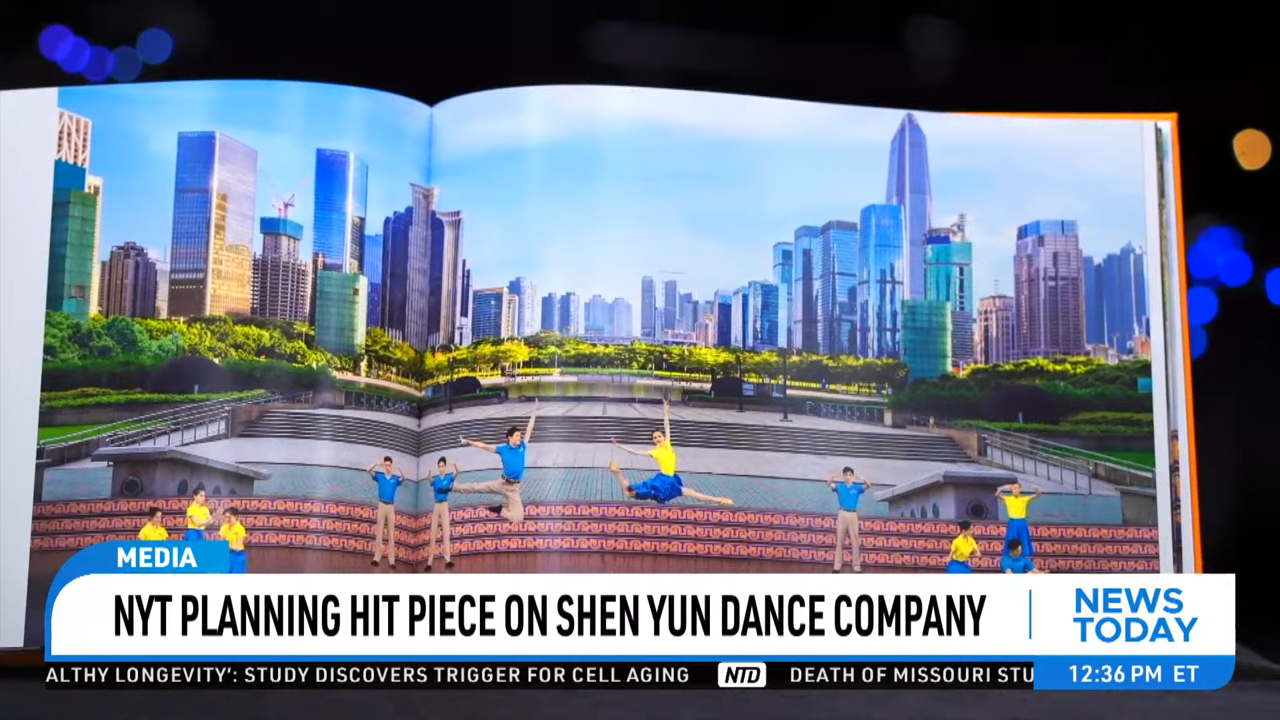 MEDIA
NYT PLANNING HIT PIECE ON SHEN YUN DANCE COMPANY
NEWS
TODAY
ALTHY LONGEVITY': STUDY DISCOVERS TRIGGER FOR CELL AGING NTD DEATH OF MISSOURI STU
12:36 PM ET